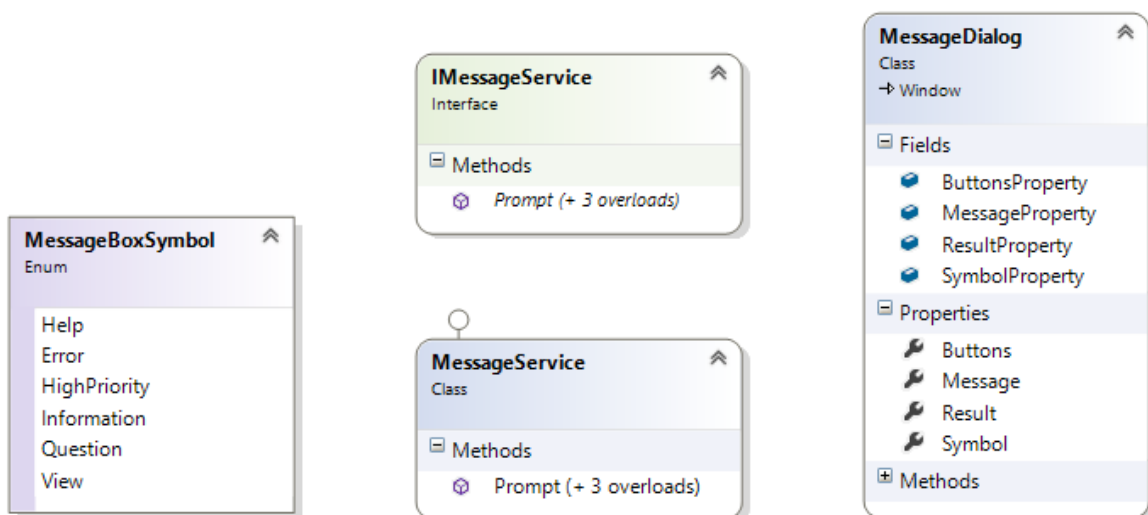 MessageBoxSymbol
Enum
Help
Error
HighPriority
Information
Question
View
IMessageService
Interface
Methods
Prompt (+ 3 overloads)
MessageService
Class
Methods
Prompt (+ 3 overloads)
MessageDialog
Class
Window
Fields
ButtonsProperty
MessageProperty
ResultProperty
SymbolProperty
Properties
Buttons
Message
Result
Symbol
Methods